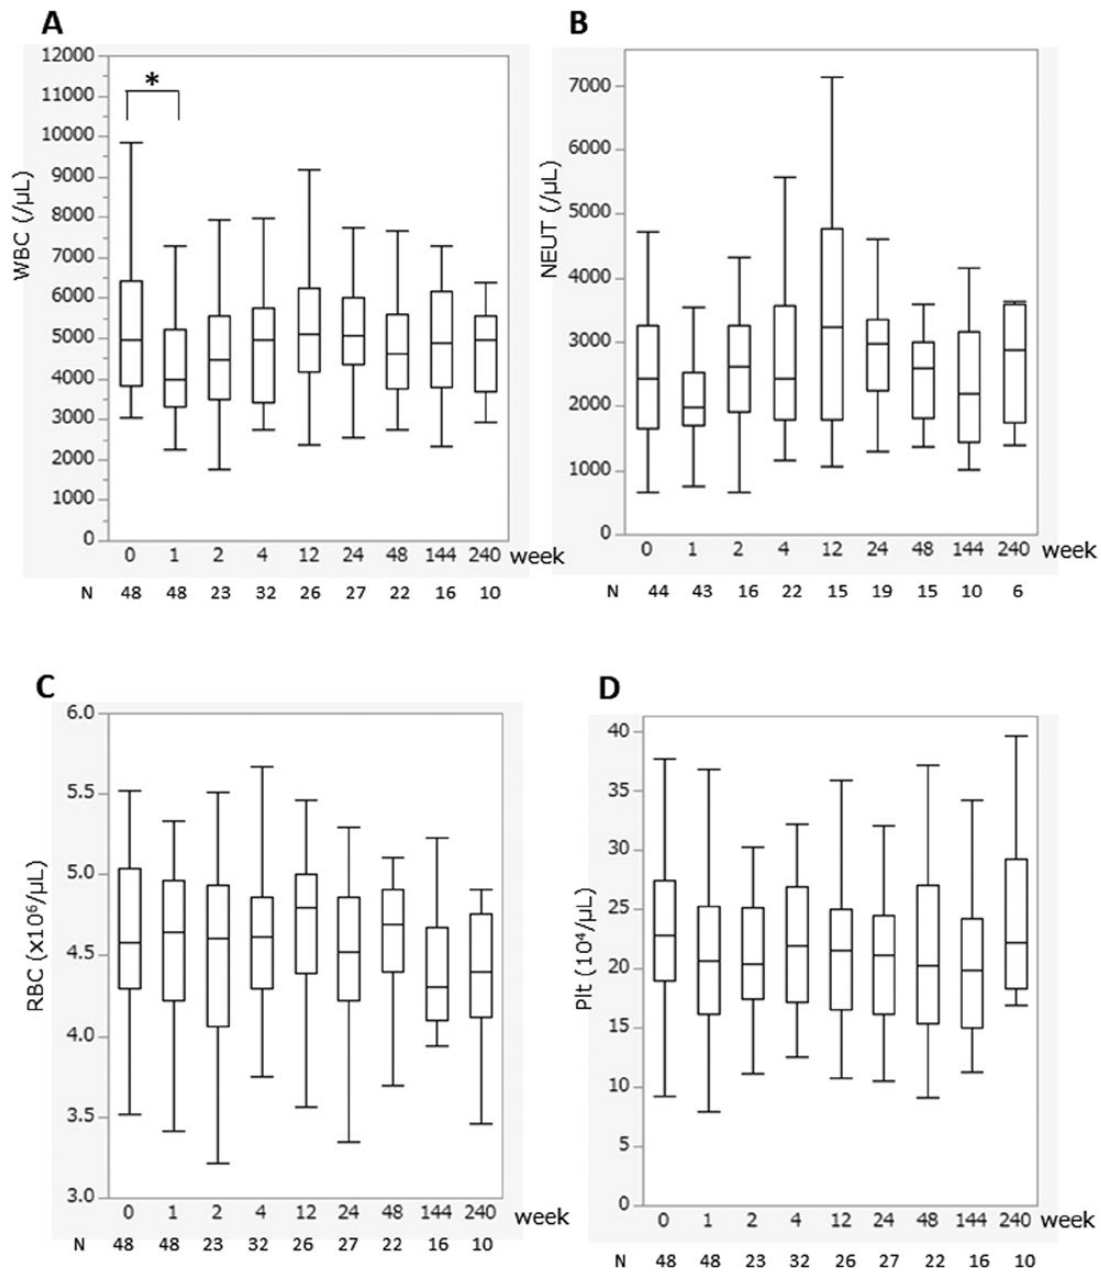 A
12000
11000
10000
9000
8000
7000
6000
5000
4000
3000
2000
1000
0
WBC (/μL)
*
0 1 2 4 12 24 48 144 240 week
N 48 48 23 32 26 27 22 16 10
B
7000
6000
5000
4000
3000
2000
1000
0
NEUT (/μL)
0 1 2 4 12 24 48 144 240 week
N 44 43 16 22 15 19 15 10 6
C
6.0
5.5
5.0
4.5
4.0
3.5
3.0
RBC (x10⁶/μL)
0 1 2 4 12 24 48 144 240 week
N 48 48 23 32 26 27 22 16 10
D
40
35
30
25
20
15
10
5
0
Plt (10⁴/μL)
0 1 2 4 12 24 48 144 240 week
N 48 48 23 32 26 27 22 16 10